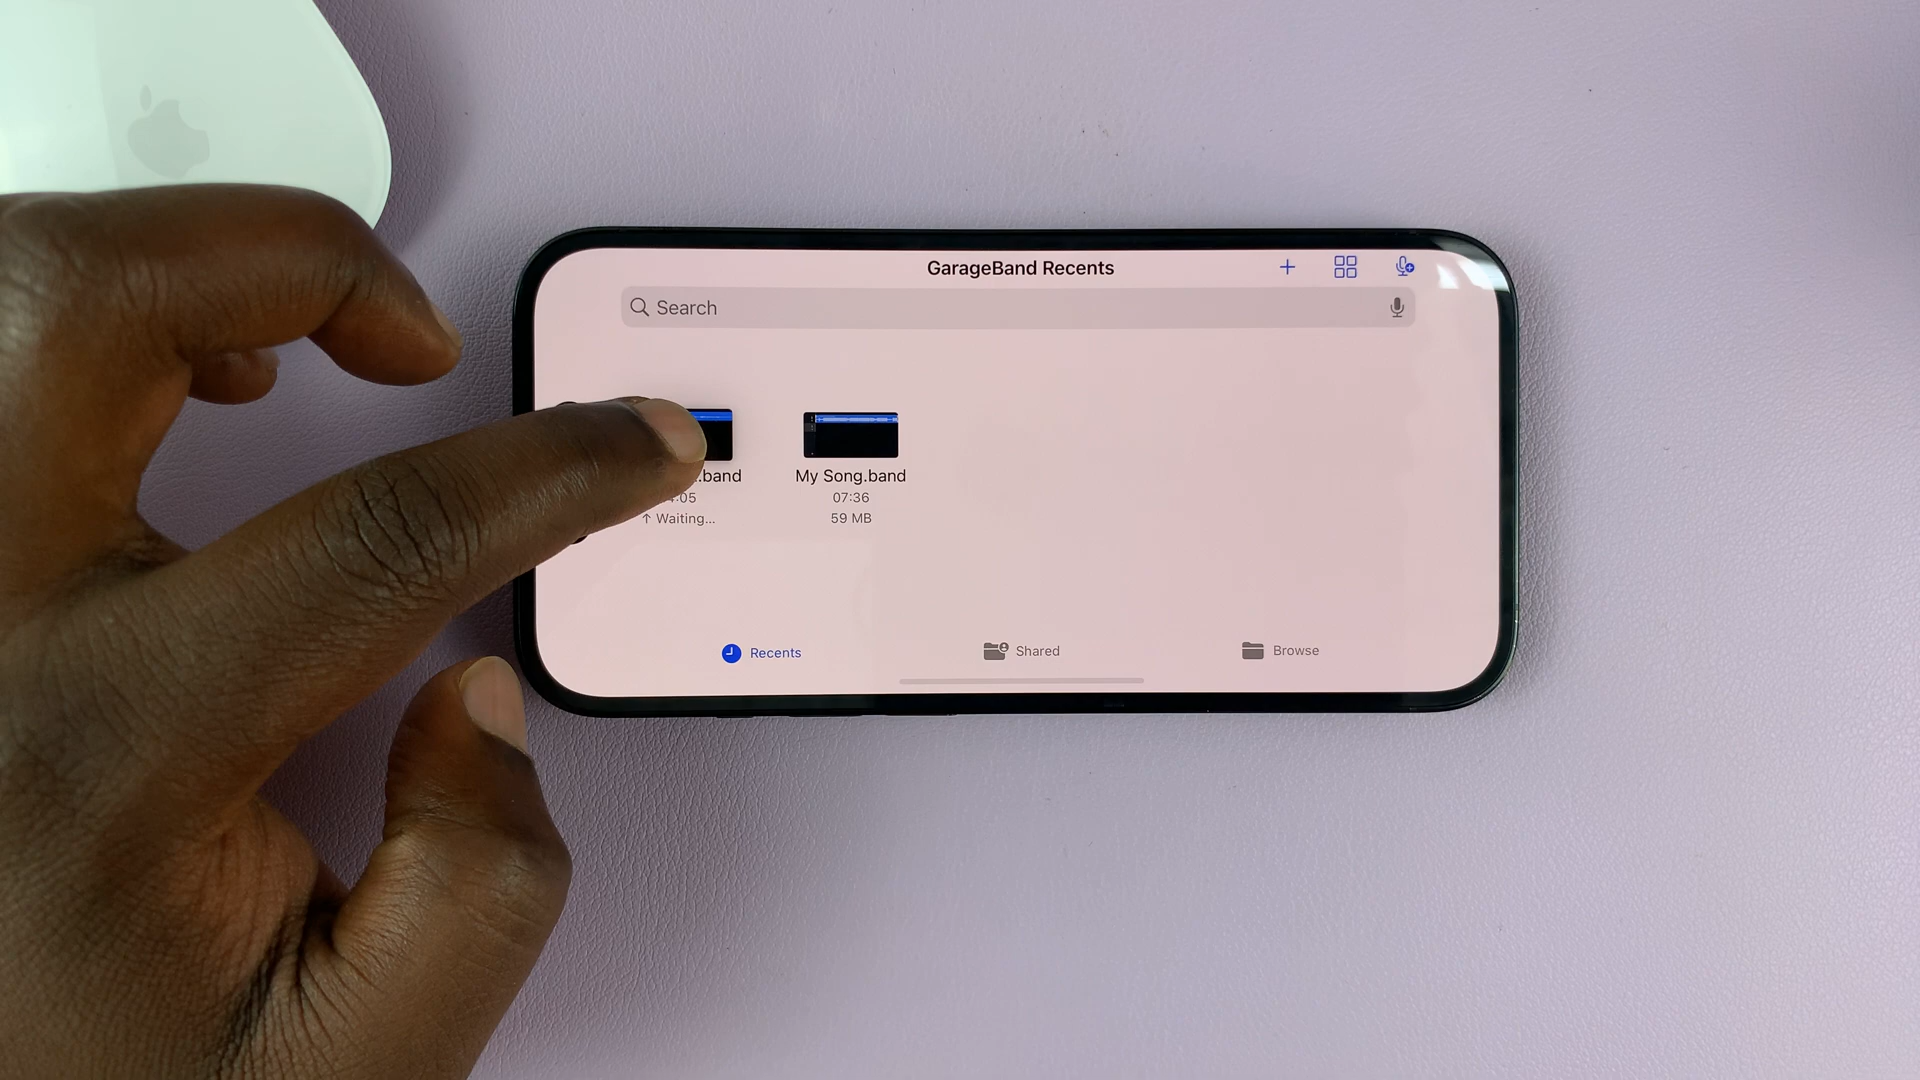 GarageBand Recents
Search
.band
:05
↑ Waiting...
My Song.band
07:36
59 MB
Recents
Shared
Browse